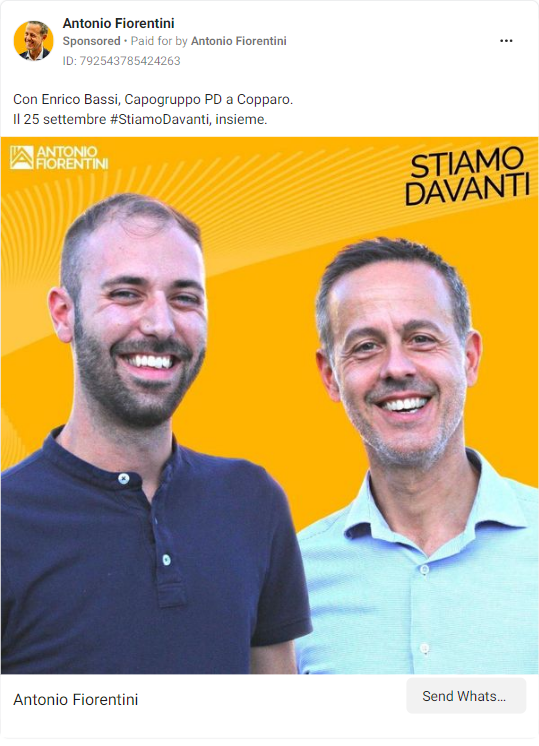 Antonio Fiorentini
Sponsored • Paid for by Antonio Fiorentini
ID: 792543785424263
Con Enrico Bassi, Capogruppo PD a Copparo.
Il 25 settembre #StiamoDavanti, insieme.
ANTONIO
FIORENTINI
STIAMO
DAVANTI
Antonio Fiorentini
Send Whats...